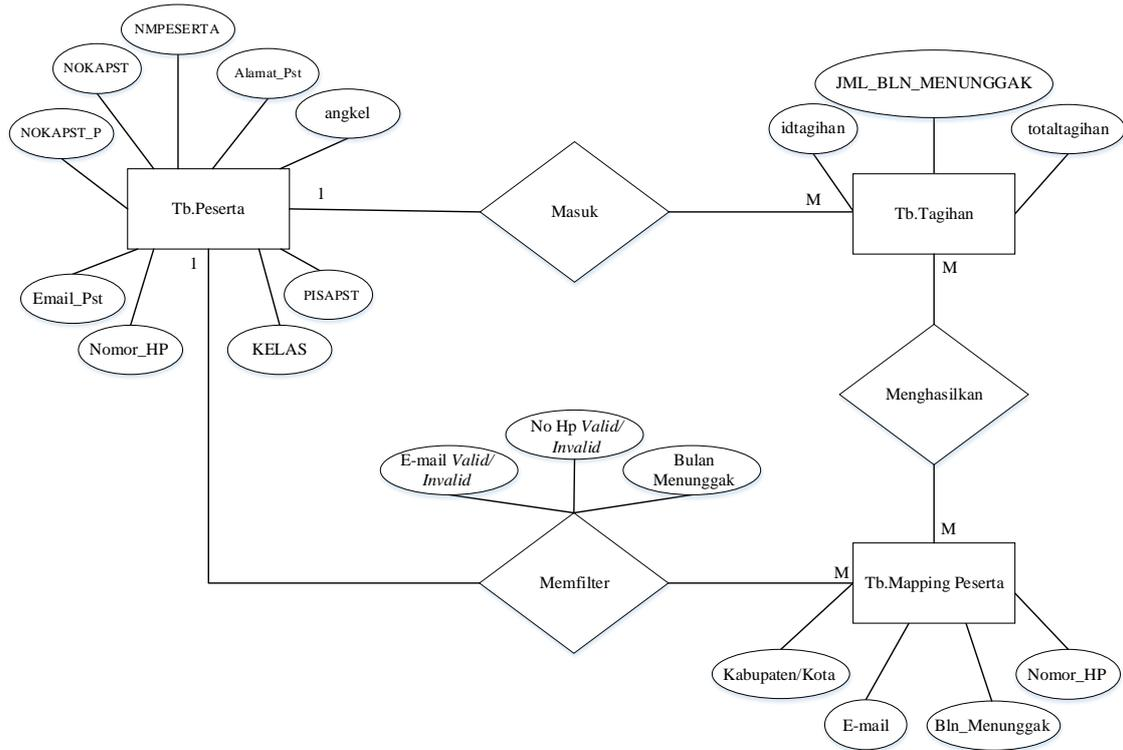 NMPESERTA
NOKAPST
Alamat_Pst
angkel
NOKAPST_P
Tb.Peserta
1
1
Email_Pst
Nomor_HP
KELAS
PISAPST
Masuk
M
JML_BLN_MENUNGGAK
idtagihan
totaltagihan
Tb.Tagihan
M
Menghasilkan
M
No Hp Valid/
Invalid
E-mail Valid/
Invalid
Bulan
Menunggak
Memfilter
M
Tb.Mapping Peserta
Kabupaten/Kota
E-mail
Bln_Menunggak
Nomor_HP